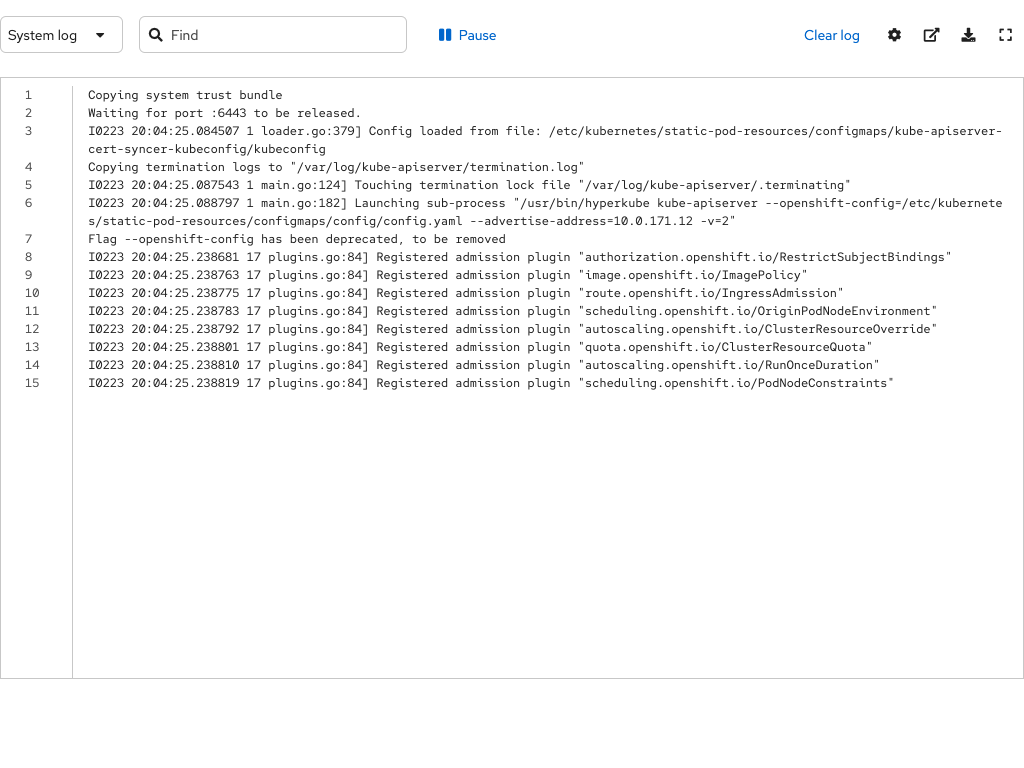 System log
Find
Pause
Clear log
1 Copying system trust bundle
2 Waiting for port :6443 to be released.
3 I0223 20:04:25.084507 1 loader.go:379] Config loaded from file: /etc/kubernetes/static-pod-resources/configmaps/kube-apiserver-
cert-syncer-kubeconfig/kubeconfig
4 Copying termination logs to "/var/log/kube-apiserver/termination.log"
5 I0223 20:04:25.087543 1 main.go:124] Touching termination lock file "/var/log/kube-apiserver/.terminating"
6 I0223 20:04:25.088797 1 main.go:182] Launching sub-process "/usr/bin/hyperkube kube-apiserver --openshift-config=/etc/kubernete
s/static-pod-resources/configmaps/config/config.yaml --advertise-address=10.0.171.12 -v=2"
7 Flag --openshift-config has been deprecated, to be removed
8 I0223 20:04:25.238681 17 plugins.go:84] Registered admission plugin "authorization.openshift.io/RestrictSubjectBindings"
9 I0223 20:04:25.238763 17 plugins.go:84] Registered admission plugin "image.openshift.io/ImagePolicy"
10 I0223 20:04:25.238775 17 plugins.go:84] Registered admission plugin "route.openshift.io/IngressAdmission"
11 I0223 20:04:25.238783 17 plugins.go:84] Registered admission plugin "scheduling.openshift.io/OriginPodNodeEnvironment"
12 I0223 20:04:25.238792 17 plugins.go:84] Registered admission plugin "autoscaling.openshift.io/ClusterResourceOverride"
13 I0223 20:04:25.238801 17 plugins.go:84] Registered admission plugin "quota.openshift.io/ClusterResourceQuota"
14 I0223 20:04:25.238810 17 plugins.go:84] Registered admission plugin "autoscaling.openshift.io/RunOnceDuration"
15 I0223 20:04:25.238819 17 plugins.go:84] Registered admission plugin "scheduling.openshift.io/PodNodeConstraints"